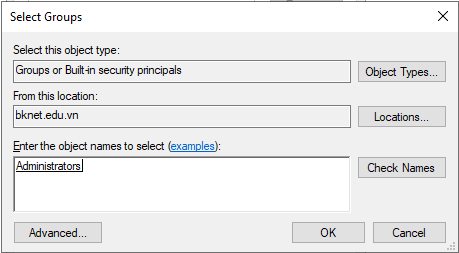 Select Groups
Select this object type:
Groups or Built-in security principals
Object Types...
From this location:
bknet.edu.vn
Locations...
Enter the object names to select (examples):
Administrators
Check Names
Advanced...
OK
Cancel